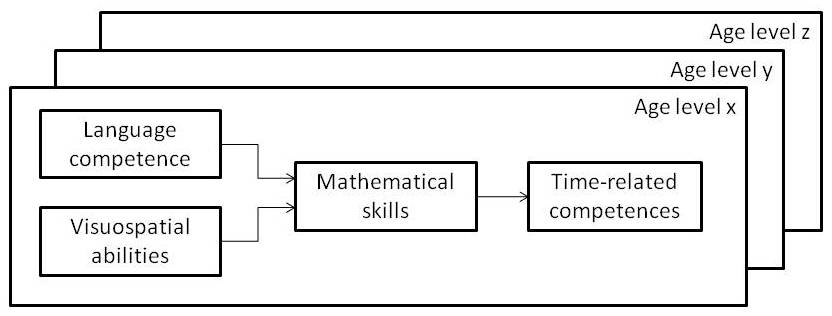 Age level z
Age level y
Age level x
Language
competence
Visuospatial
abilities
Mathematical
skills
Time-related
competences